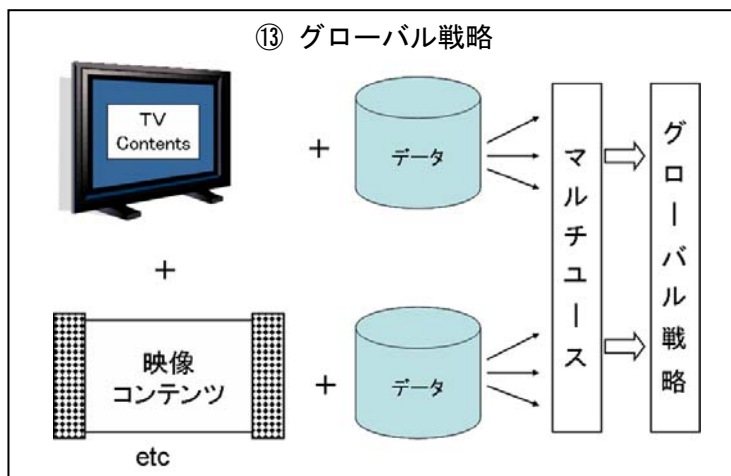 ⑬ グローバル戦略
TV
Contents
+
データ
マルチユース
グローバル戦略
+
映像
コンテンツ
+
データ
etc